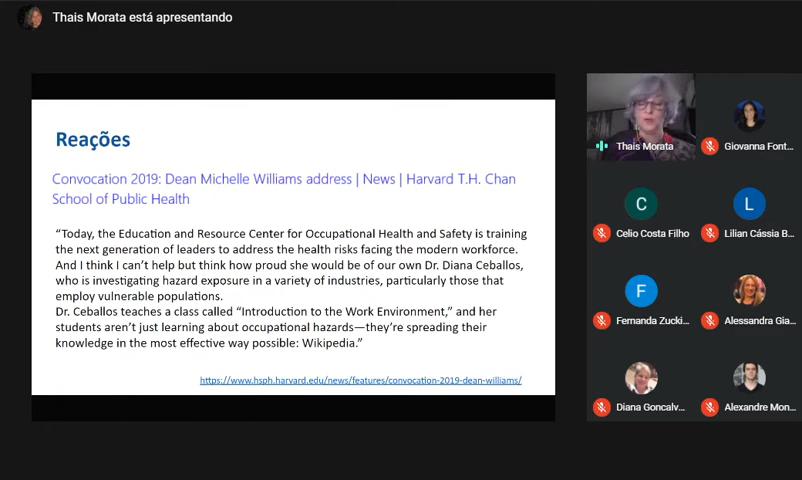 Thais Morata está apresentando
Reações
Convocation 2019: Dean Michelle Williams address | News | Harvard T.H. Chan
School of Public Health
“Today, the Education and Resource Center for Occupational Health and Safety is training
the next generation of leaders to address the health risks facing the modern workforce.
And I think I can’t help but think how proud she would be of our own Dr. Diana Ceballos,
who is investigating hazard exposure in a variety of industries, particularly those that
employ vulnerable populations.
Dr. Ceballos teaches a class called “Introduction to the Work Environment,” and her
students aren’t just learning about occupational hazards—they’re spreading their
knowledge in the most effective way possible: Wikipedia.”
https://www.hsph.harvard.edu/news/features/convocation-2019-dean-williams/
Thais Morata
Giovanna Font...
C
Celio Costa Filho
L
Lilian Cássia B...
F
Fernanda Zucki...
Alessandra Gia...
Diana Goncalv...
Alexandre Mon...